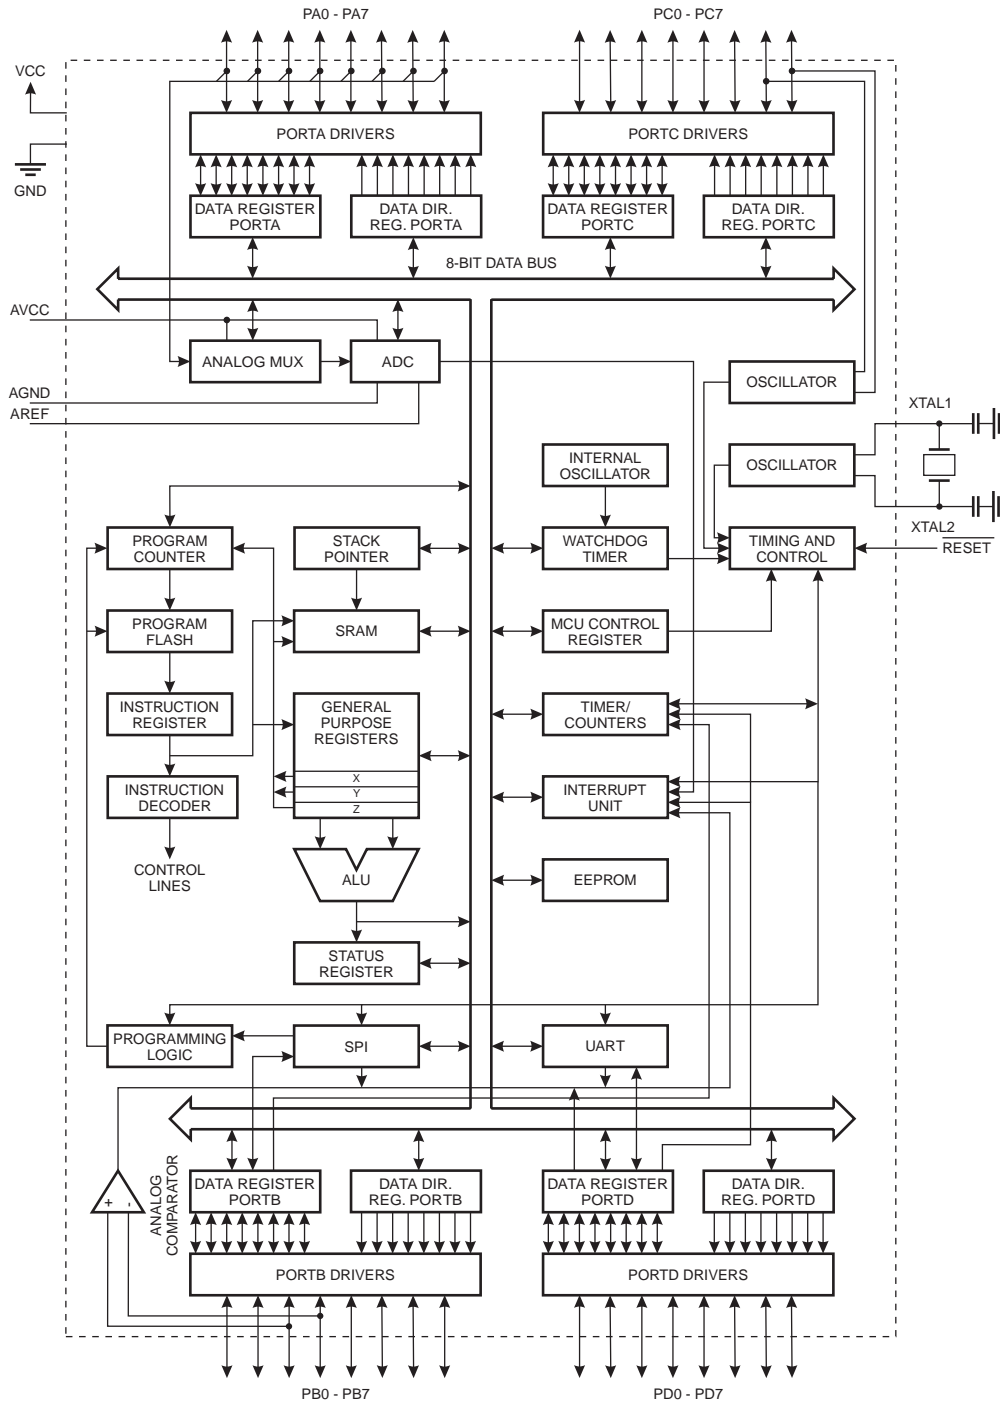 PA0 - PA7
PC0 - PC7
VCC
GND
PORTA DRIVERS
PORTC DRIVERS
DATA REGISTER
PORTA
DATA DIR.
REG. PORTA
DATA REGISTER
PORTC
DATA DIR.
REG. PORTC
8-BIT DATA BUS
AVCC
ANALOG MUX
ADC
AGND
AREF
OSCILLATOR
XTAL1
INTERNAL
OSCILLATOR
OSCILLATOR
XTAL2
PROGRAM
COUNTER
STACK
POINTER
WATCHDOG
TIMER
TIMING AND
CONTROL
RESET
PROGRAM
FLASH
SRAM
MCU CONTROL
REGISTER
INSTRUCTION
REGISTER
GENERAL
PURPOSE
REGISTERS
X
Y
Z
TIMER/
COUNTERS
INSTRUCTION
DECODER
INTERRUPT
UNIT
CONTROL
LINES
ALU
EEPROM
STATUS
REGISTER
PROGRAMMING
LOGIC
SPI
UART
ANALOG
COMPARATOR
+
-
DATA REGISTER
PORTB
DATA DIR.
REG. PORTB
DATA REGISTER
PORTD
DATA DIR.
REG. PORTD
PORTB DRIVERS
PORTD DRIVERS
PB0 - PB7
PD0 - PD7